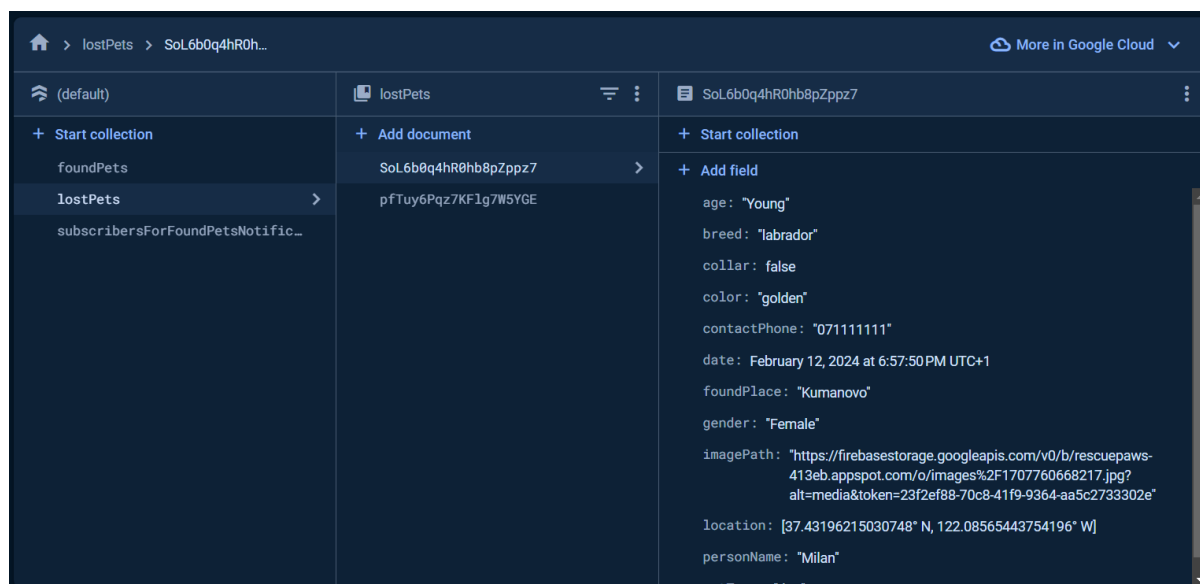 lostPets > SoL6b0q4hR0h…
More in Google Cloud
(default)
lostPets
SoL6b0q4hR0hb8pZppz7
+ Start collection
+ Add document
+ Start collection
foundPets
SoL6b0q4hR0hb8pZppz7
+ Add field
lostPets
pfTuy6Pqz7KFlg7W5YGE
subscribersForFoundPetsNotific…
age: "Young"
breed: "labrador"
collar: false
color: "golden"
contactPhone: "071111111"
date: February 12, 2024 at 6:57:50 PM UTC+1
foundPlace: "Kumanovo"
gender: "Female"
imagePath: "https://firebasestorage.googleapis.com/v0/b/rescuepaws-
413eb.appspot.com/o/images%2F1707760668217.jpg?
alt=media&token=23f2ef88-70c8-41f9-9364-aa5c2733302e"
location: [37.43196215030748° N, 122.08565443754196° W]
personName: "Milan"